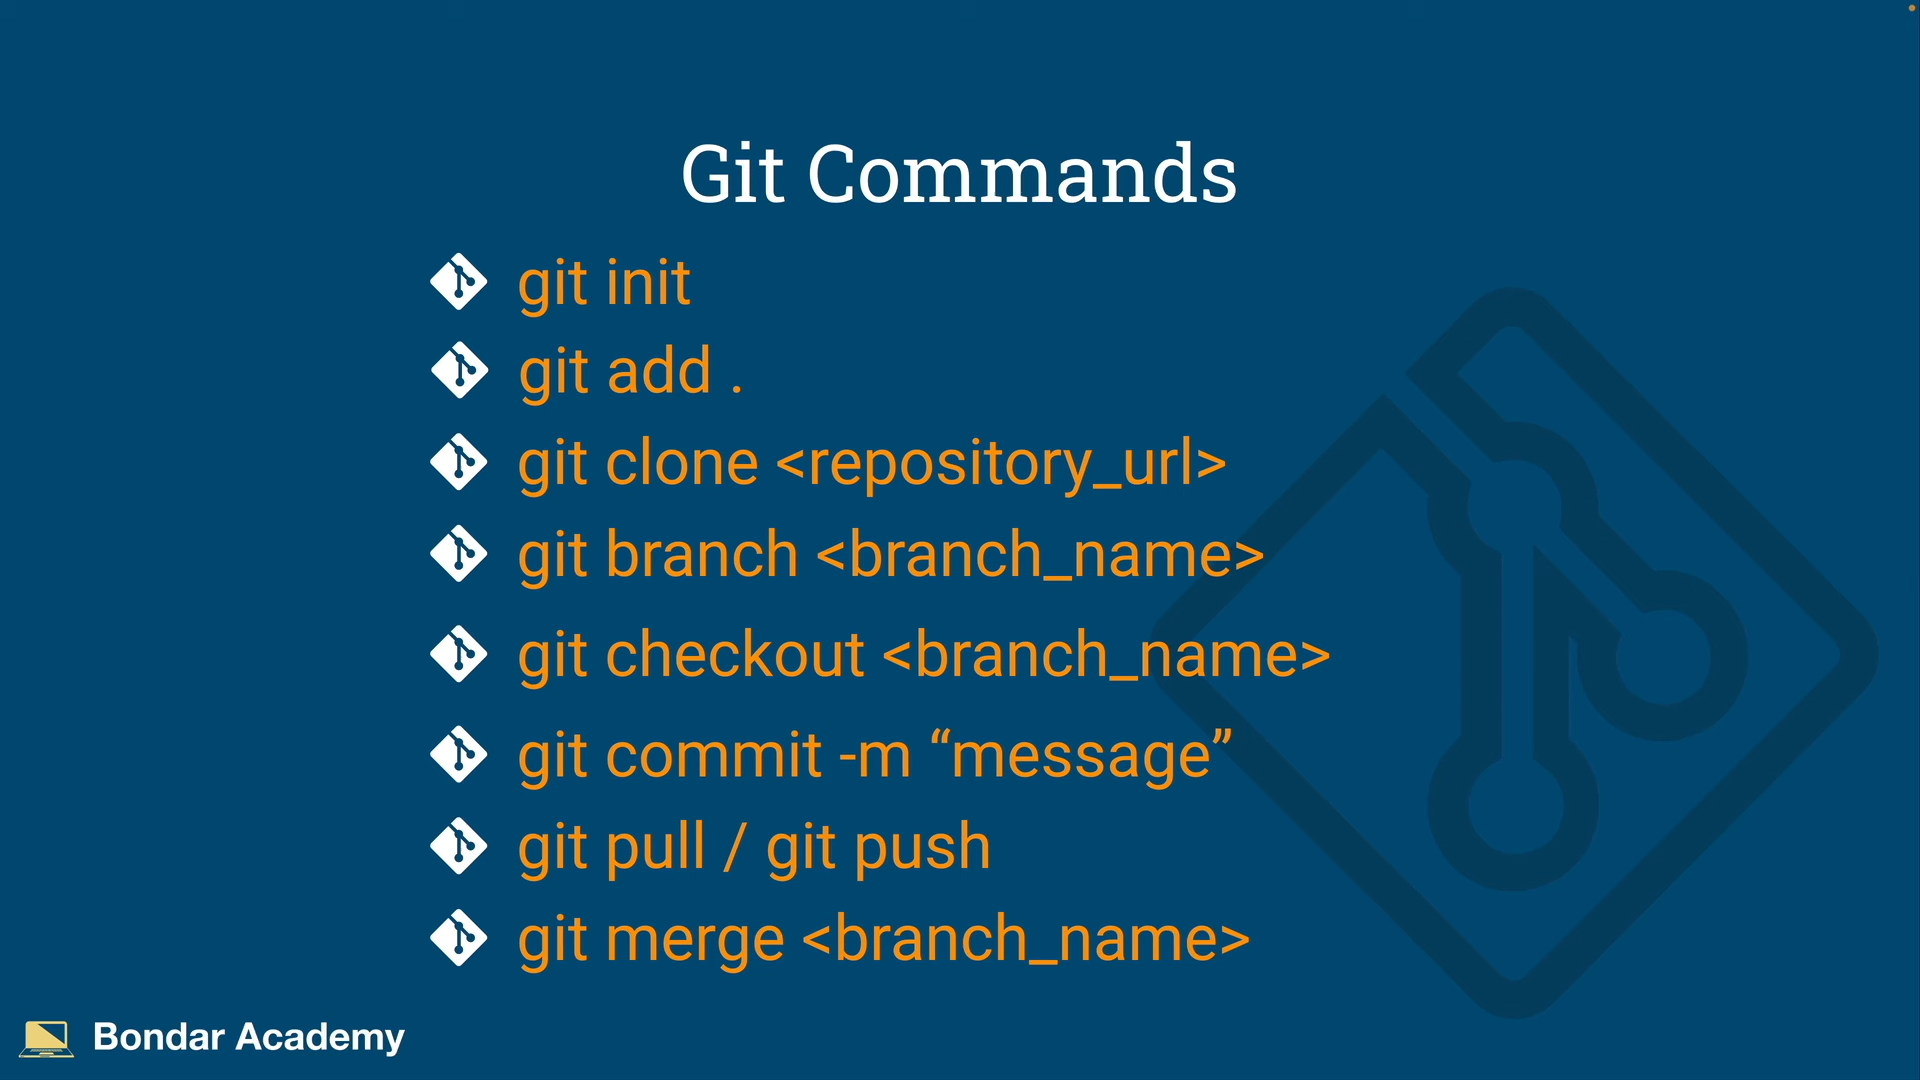 Git Commands
git init
git add .
git clone <repository_url>
git branch <branch_name>
git checkout <branch_name>
git commit -m “message”
git pull / git push
git merge <branch_name>
Bondar Academy